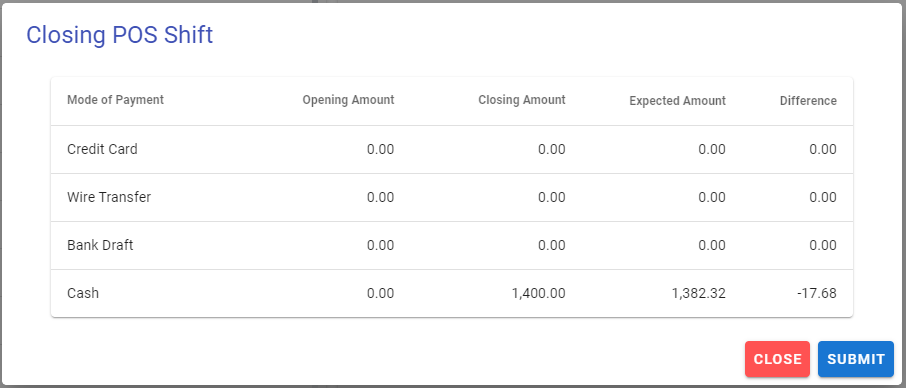 Closing POS Shift
Mode of Payment Opening Amount Closing Amount Expected Amount Difference
Credit Card 0.00 0.00 0.00 0.00
Wire Transfer 0.00 0.00 0.00 0.00
Bank Draft 0.00 0.00 0.00 0.00
Cash 0.00 1,400.00 1,382.32 -17.68
CLOSE SUBMIT